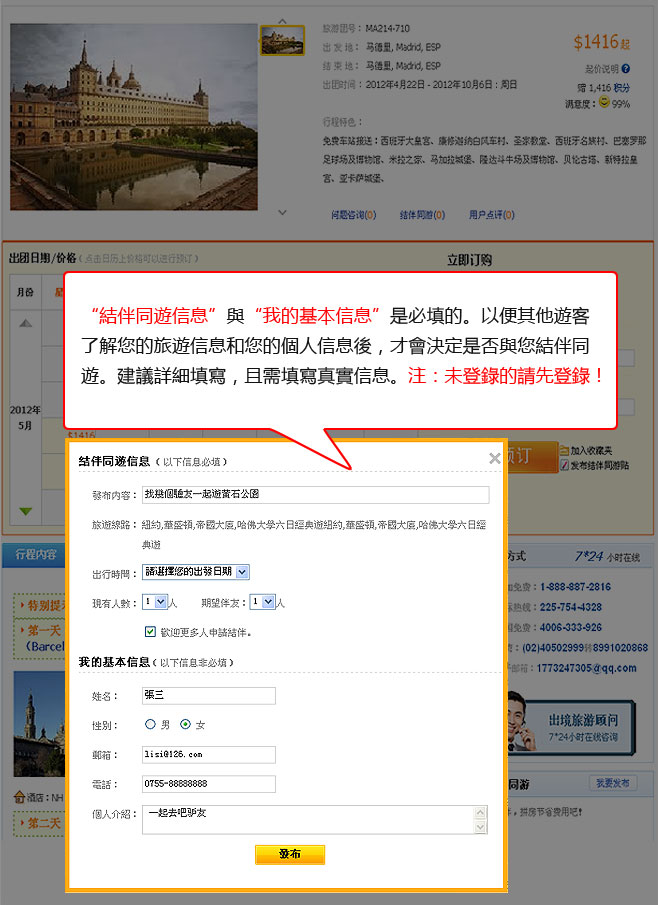 旅游团号：MA214-710
出发地：马德里, Madrid, ESP
结束地：马德里, Madrid, ESP
出团时间：2012年4月22日 - 2012年10月6日：周日
$1416起
起价说明
赠 1,416 积分
满意度： 99%
行程特色：
免费车站接送：西班牙大皇宫、康修迦纳白风车村、圣家教堂、西班牙名族村、巴塞罗那
足球场及博物馆、米拉之家、马加拉城堡、隆达斗牛场及博物馆、贝伦古塔、新特拉皇
宫、亚卡萨城堡、
问题咨询(0) 结伴同游(0) 用户点评(0)
出团日期/价格（点击日历上价格可以进行预订）
立即订购
月份
“結伴同遊信息”與“我的基本信息”是必填的。以便其他遊客
了解您的旅遊信息和您的個人信息後，才會決定是否與您結伴同
遊。建議詳細填寫，且需填寫真實信息。注：未登錄的請先登錄！
2012年
5月
$1416
预订
加入收藏夹
发布结体同游贴
結伴同遊信息（以下信息必填）
發布内容：找幾個驢友一起遊黃石公園
旅遊線路：紐約,華盛頓,帝國大廈,哈佛大學六日經典遊紐約,華盛頓,帝國大廈,哈佛大學六日經
典遊
出行時間：請選擇您的出發日期
現有人數：1人 期望伴友：1人
歡迎更多人申請結伴。
我的基本信息（以下信息非必填）
姓名：張三
性别： 男 女
郵箱：lisi@126.com
電話：0755-88888888
個人介紹：一起去吧驴友
發布
行程内容
特别提
第一天
(Barcel
酒店：NH
第二天
方式 7*24 小时在线
免费：1-888-887-2816
热线：225-754-4328
免费：4006-333-926
：(02)40502999转8991020868
邮箱：1773247305@qq.com
出境旅游顾问
7*24小时在线咨询
同游 我要发布
，拼房节省费用吧！